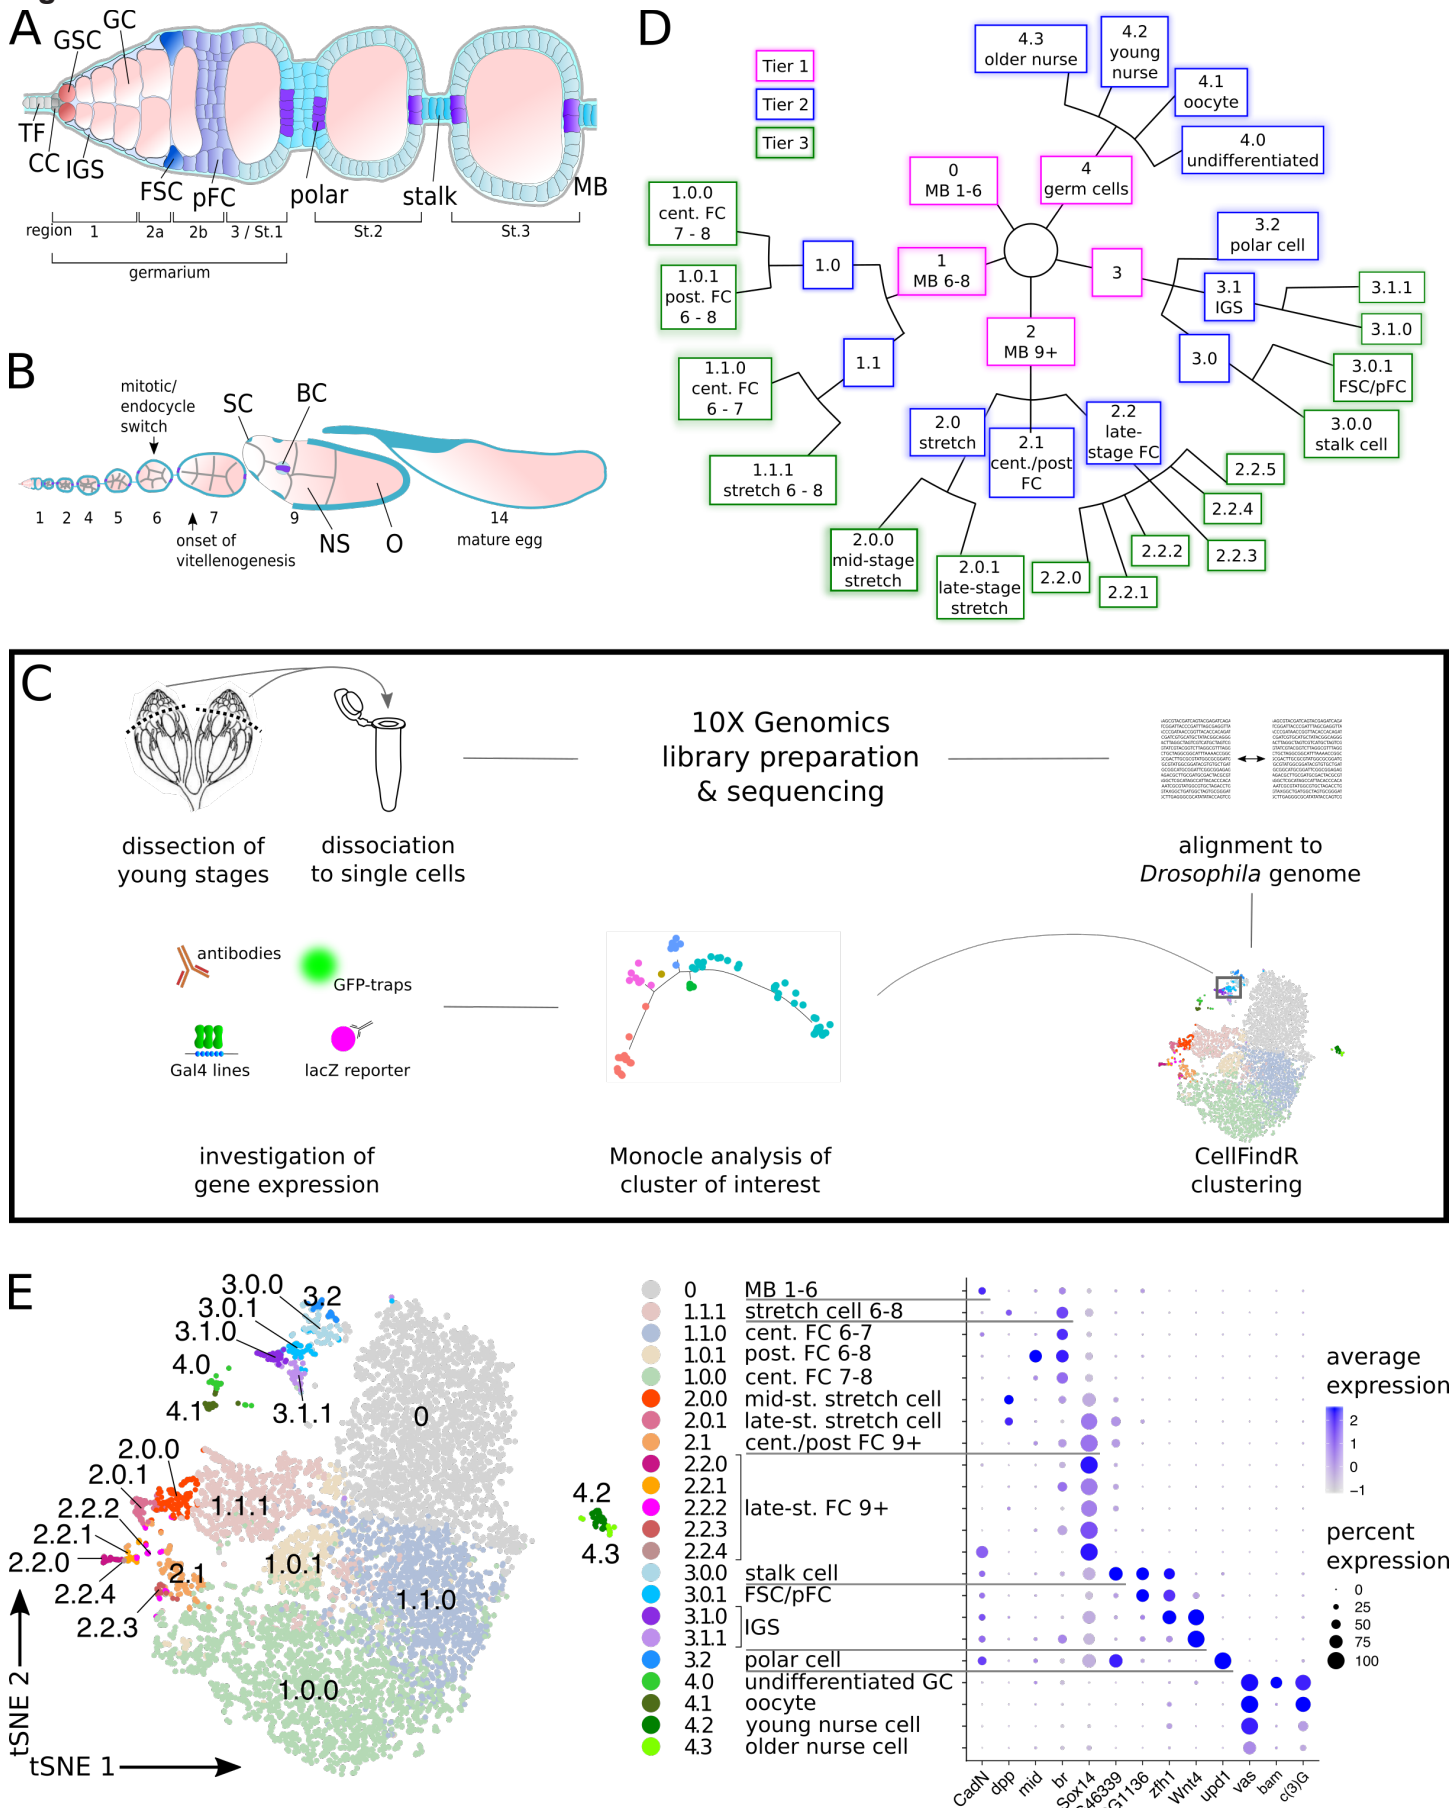 A
GSC
GC
TF
CC
IGS
FSC
pFC
polar
stalk
MB
region
1
2a
2b
3 / St.1
St.2
St.3
germarium
B
mitotic/
endocycle
switch
SC
BC
1
2
4
5
6
7
9
14
onset of
vitellenogenesis
NS
O
mature egg
D
Tier 1
Tier 2
Tier 3
4.3
older nurse
4.2
young
nurse
4.1
oocyte
4.0
undifferentiated
0
MB 1-6
4
germ cells
1.0.0
cent. FC
7 - 8
1.0.1
post. FC
6 - 8
1.0
1
MB 6-8
3
3.2
polar cell
3.1
IGS
3.1.1
3.1.0
3.0
3.0.1
FSC/pFC
3.0.0
stalk cell
2
MB 9+
1.1
1.1.0
cent. FC
6 - 7
1.1.1
stretch 6 - 8
2.0
stretch
2.1
cent./post
FC
2.2
late-
stage FC
2.0.0
mid-stage
stretch
2.0.1
late-stage
stretch
2.2.0
2.2.1
2.2.2
2.2.3
2.2.4
2.2.5
C
dissection of
young stages
dissociation
to single cells
10X Genomics
library preparation
& sequencing
alignment to
Drosophila genome
antibodies
GFP-traps
Gal4 lines
lacZ reporter
investigation of
gene expression
Monocle analysis of
cluster of interest
CellFindR
clustering
E
3.0.0
3.2
3.0.1
3.1.0
4.0
4.1
3.1.1
0
2.0.0
2.0.1
2.2.2
2.2.1
2.2.0
2.2.4
2.2.3
2.1
1.1.1
1.0.1
1.1.0
1.0.0
4.2
4.3
tSNE 2
tSNE 1
0 MB 1-6
1.1.1 stretch cell 6-8
1.1.0 cent. FC 6-7
1.0.1 post. FC 6-8
1.0.0 cent. FC 7-8
2.0.0 mid-st. stretch cell
2.0.1 late-st. stretch cell
2.1 cent./post FC 9+
2.2.0
2.2.1
2.2.2 late-st. FC 9+
2.2.3
2.2.4
3.0.0 stalk cell
3.0.1 FSC/pFC
3.1.0
IGS
3.1.1
3.2 polar cell
4.0 undifferentiated GC
4.1 oocyte
4.2 young nurse cell
4.3 older nurse cell
CadN
dpp
mid
br
Sox14
zfh1
Wnt4
upd1
vas
bam
c(3)G
average
expression
2
1
0
−1
percent
expression
0
25
50
75
100